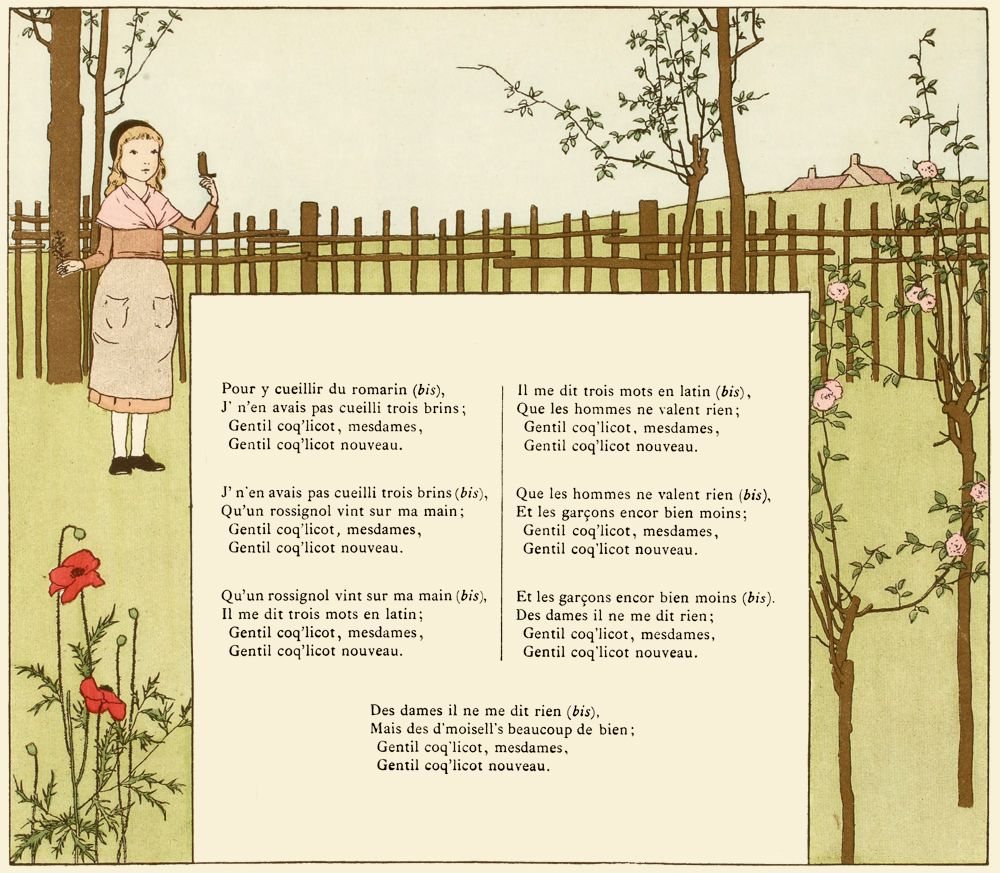 Pour y cueillir du romarin (bis),
J' n'en avais pas cueilli trois brins;
Gentil coq'licot, mesdames,
Gentil coq'licot nouveau.
J' n'en avais pas cueilli trois brins (bis),
Qu'un rossignol vint sur ma main;
Gentil coq'licot, mesdames,
Gentil coq'licot nouveau.
Qu'un rossignol vint sur ma main (bis),
Il me dit trois mots en latin;
Gentil coq'licot, mesdames,
Gentil coq'licot nouveau.
Il me dit trois mots en latin (bis),
Que les hommes ne valent rien;
Gentil coq'licot, mesdames,
Gentil coq'licot nouveau.
Que les hommes ne valent rien (bis),
Et les garçons encor bien moins;
Gentil coq'licot, mesdames,
Gentil coq'licot nouveau.
Et les garçons encor bien moins (bis).
Des dames il ne me dit rien;
Gentil coq'licot, mesdames,
Gentil coq'licot nouveau.
Des dames il ne me dit rien (bis),
Mais des d'moisell's beaucoup de bien;
Gentil coq'licot, mesdames,
Gentil coq'licot nouveau.